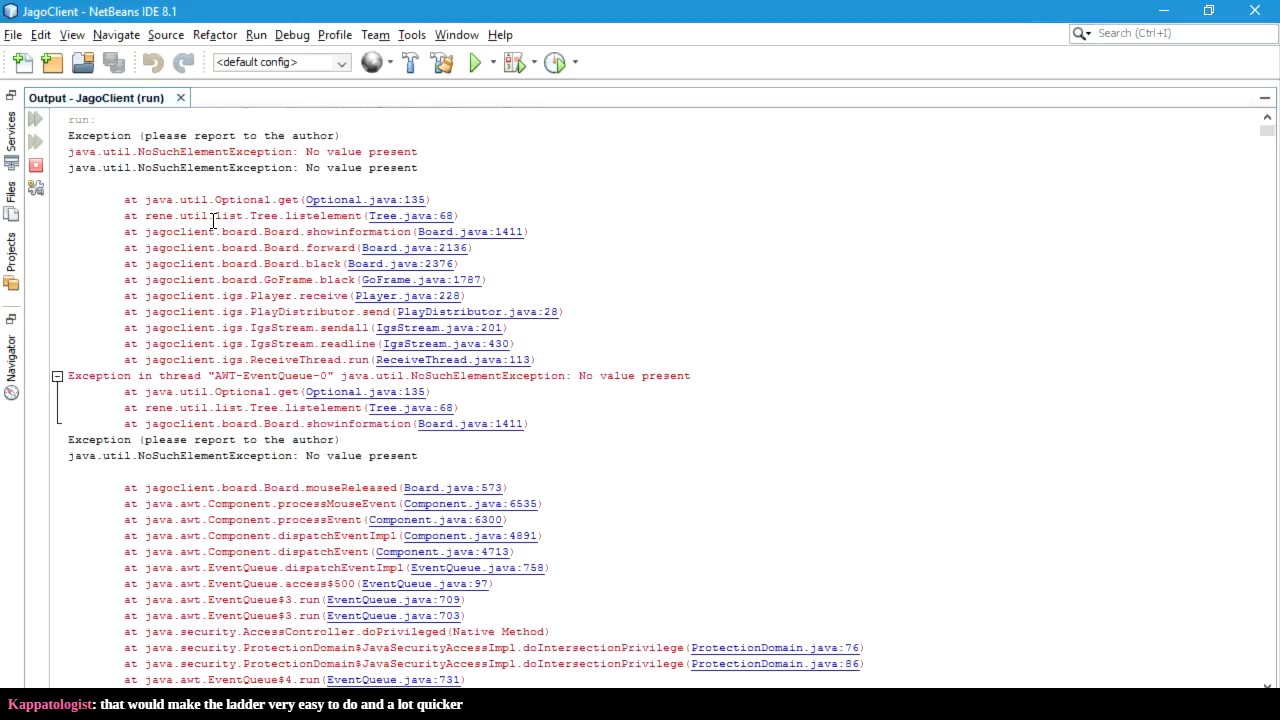 JagoClient - NetBeans IDE 8.1
File Edit View Navigate Source Refactor Run Debug Profile Team Tools Window Help
Search (Ctrl+I)
<default config>
Output - JagoClient (run)
Services
Files
Projects
Navigator
run:
Exception (please report to the author)
java.util.NoSuchElementException: No value present
java.util.NoSuchElementException: No value present
at java.util.Optional.get(Optional.java:135)
at rene.util.list.Tree.listelement(Tree.java:68)
at jagoclient.board.Board.showinformation(Board.java:1411)
at jagoclient.board.Board.forward(Board.java:2136)
at jagoclient.board.Board.black(Board.java:2376)
at jagoclient.board.GoFrame.black(GoFrame.java:1787)
at jagoclient.igs.Player.receive(Player.java:228)
at jagoclient.igs.PlayDistributor.send(PlayDistributor.java:28)
at jagoclient.igs.IgsStream.sendall(IgsStream.java:201)
at jagoclient.igs.IgsStream.readline(IgsStream.java:430)
at jagoclient.igs.ReceiveThread.run(ReceiveThread.java:113)
Exception in thread "AWT-EventQueue-0" java.util.NoSuchElementException: No value present
at java.util.Optional.get(Optional.java:135)
at rene.util.list.Tree.listelement(Tree.java:68)
at jagoclient.board.Board.showinformation(Board.java:1411)
Exception (please report to the author)
java.util.NoSuchElementException: No value present
at jagoclient.board.Board.mouseReleased(Board.java:573)
at java.awt.Component.processMouseEvent(Component.java:6535)
at java.awt.Component.processEvent(Component.java:6300)
at java.awt.Component.dispatchEventImpl(Component.java:4891)
at java.awt.Component.dispatchEvent(Component.java:4713)
at java.awt.EventQueue.dispatchEventImpl(EventQueue.java:758)
at java.awt.EventQueue.access$500(EventQueue.java:97)
at java.awt.EventQueue$3.run(EventQueue.java:709)
at java.awt.EventQueue$3.run(EventQueue.java:703)
at java.security.AccessController.doPrivileged(Native Method)
at java.security.ProtectionDomain$JavaSecurityAccessImpl.doIntersectionPrivilege(ProtectionDomain.java:76)
at java.security.ProtectionDomain$JavaSecurityAccessImpl.doIntersectionPrivilege(ProtectionDomain.java:86)
at java.awt.EventQueue$4.run(EventQueue.java:731)
Kappatologist: that would make the ladder very easy to do and a lot quicker